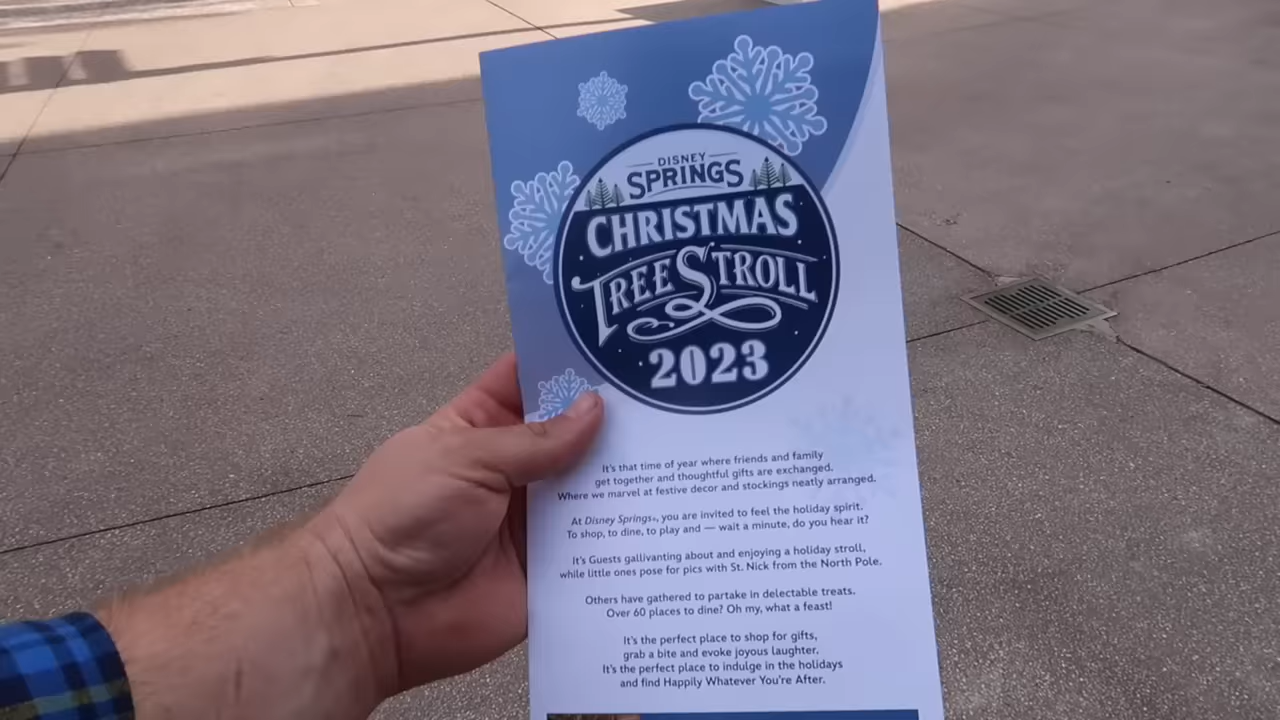 DISNEY
SPRINGS
CHRISTMAS
TREE STROLL
2023
It's that time of year where friends and family
get together and thoughtful gifts are exchanged.
Where we marvel at festive decor and stockings neatly arranged.
At Disney Springs®, you are invited to feel the holiday spirit.
To shop, to dine, to play and — wait a minute, do you hear it?
It's Guests gallivanting about and enjoying a holiday stroll,
while little ones pose for pics with St. Nick from the North Pole.
Others have gathered to partake in delectable treats.
Over 60 places to dine? Oh my, what a feast!
It's the perfect place to shop for gifts,
grab a bite and evoke joyous laughter.
It's the perfect place to indulge in the holidays
and find Happily Whatever You're After.